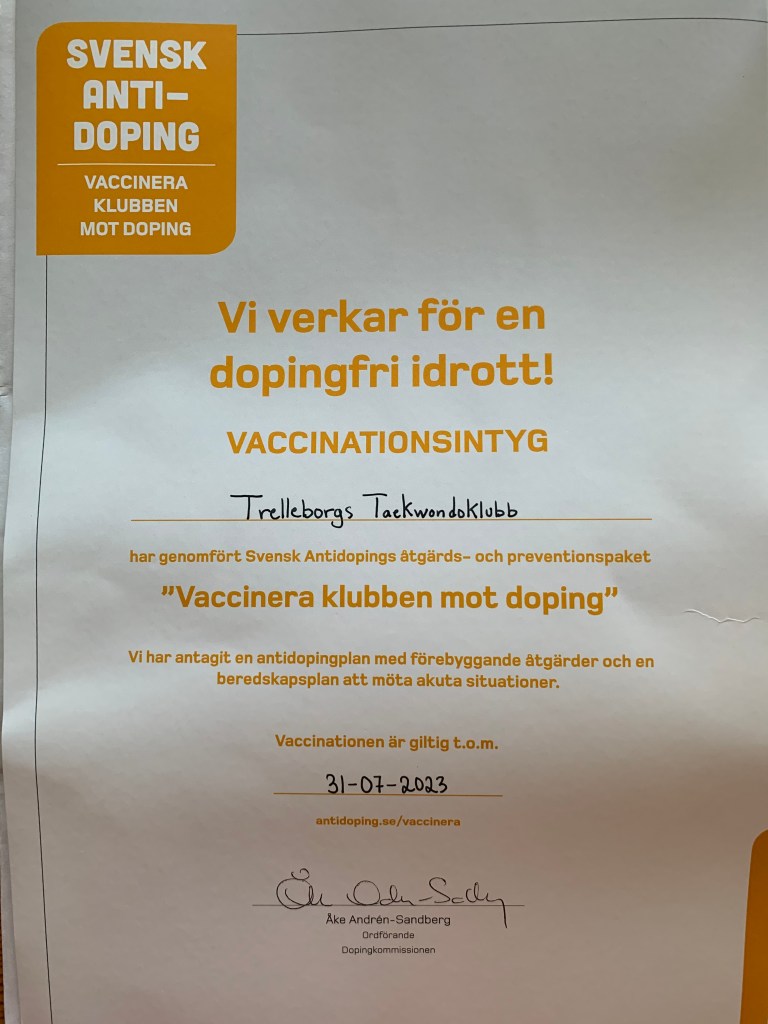 SVENSK
ANTI-
DOPING
VACCINERA
KLUBBEN
MOT DOPING
Vi verkar för en
dopingfri idrott!
VACCINATIONSINTYG
Trelleborgs Taekwondoklubb
har genomfört Svensk Antidopings åtgärds- och preventionspaket
"Vaccinera klubben mot doping"
Vi har antagit en antidopingplan med förebyggande åtgärder och en
beredskapsplan att möta akuta situationer.
Vaccinationen är giltig t.o.m.
31-07-2023
antidoping.se/vaccinera
Åke Andrén-Sandberg
Ordförande
Dopingkommissionen